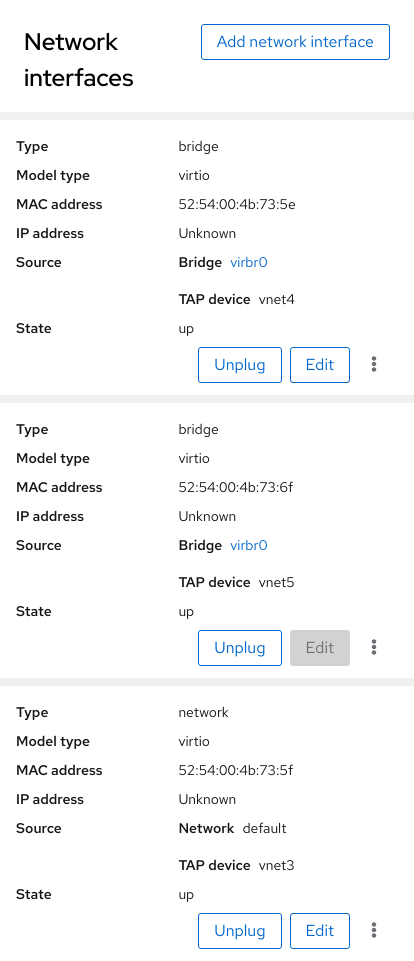 Network
interfaces
Add network interface
Type bridge
Model type virtio
MAC address 52:54:00:4b:73:5e
IP address Unknown
Source Bridge virbr0
TAP device vnet4
State up
Unplug Edit
Type bridge
Model type virtio
MAC address 52:54:00:4b:73:6f
IP address Unknown
Source Bridge virbr0
TAP device vnet5
State up
Unplug Edit
Type network
Model type virtio
MAC address 52:54:00:4b:73:5f
IP address Unknown
Source Network default
TAP device vnet3
State up
Unplug Edit